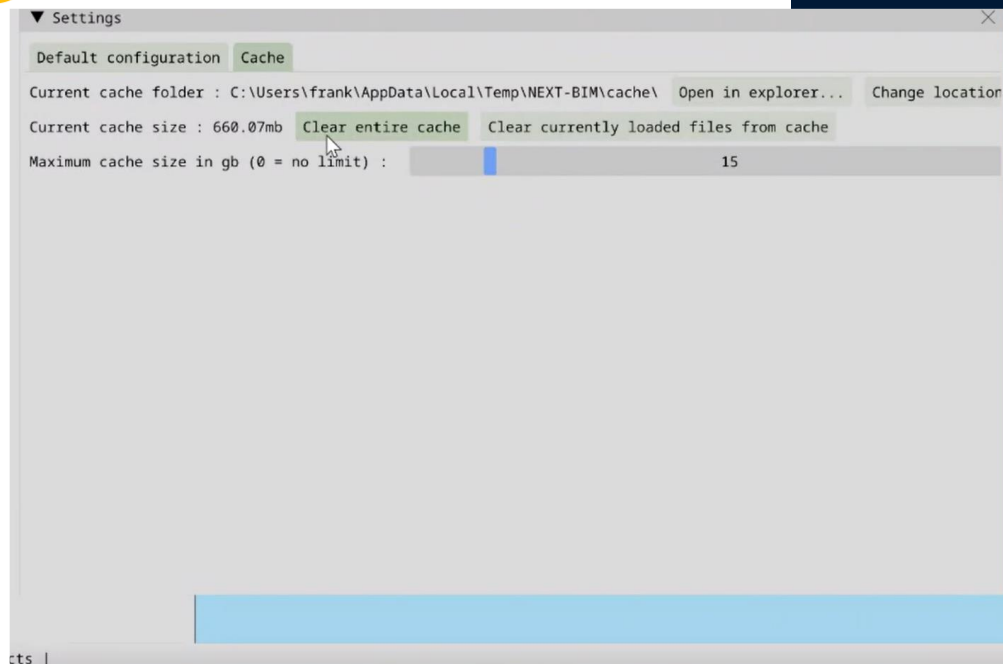 ▼ Settings
Default configuration Cache
Current cache folder : C:\Users\frank\AppData\Local\Temp\NEXT-BIM\cache\ Open in explorer... Change location
Current cache size : 660.07mb Clear entire cache Clear currently loaded files from cache
Maximum cache size in gb (0 = no limit) : 15
cts |